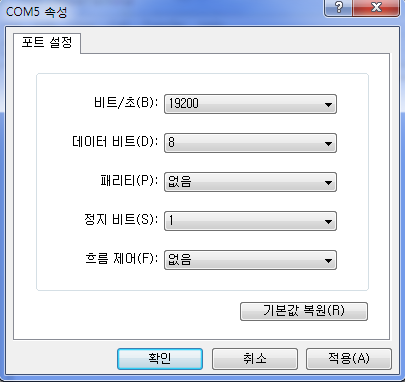 COM5 속성
포트 설정
비트/초(B): 19200
데이터 비트(D): 8
패리티(P): 없음
정지 비트(S): 1
흐름 제어(F): 없음
기본값 복원(R)
확인 취소 적용(A)